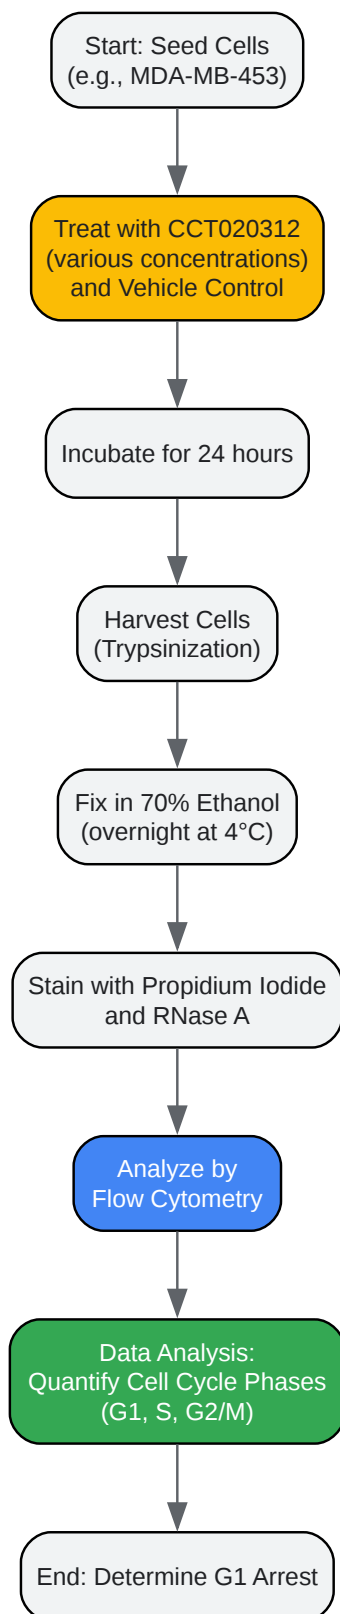 Start: Seed Cells
(e.g., MDA-MB-453)
Treat with CCT020312
(various concentrations)
and Vehicle Control
Incubate for 24 hours
Harvest Cells
(Trypsinization)
Fix in 70% Ethanol
(overnight at 4°C)
Stain with Propidium Iodide
and RNase A
Analyze by
Flow Cytometry
Data Analysis:
Quantify Cell Cycle Phases
(G1, S, G2/M)
End: Determine G1 Arrest